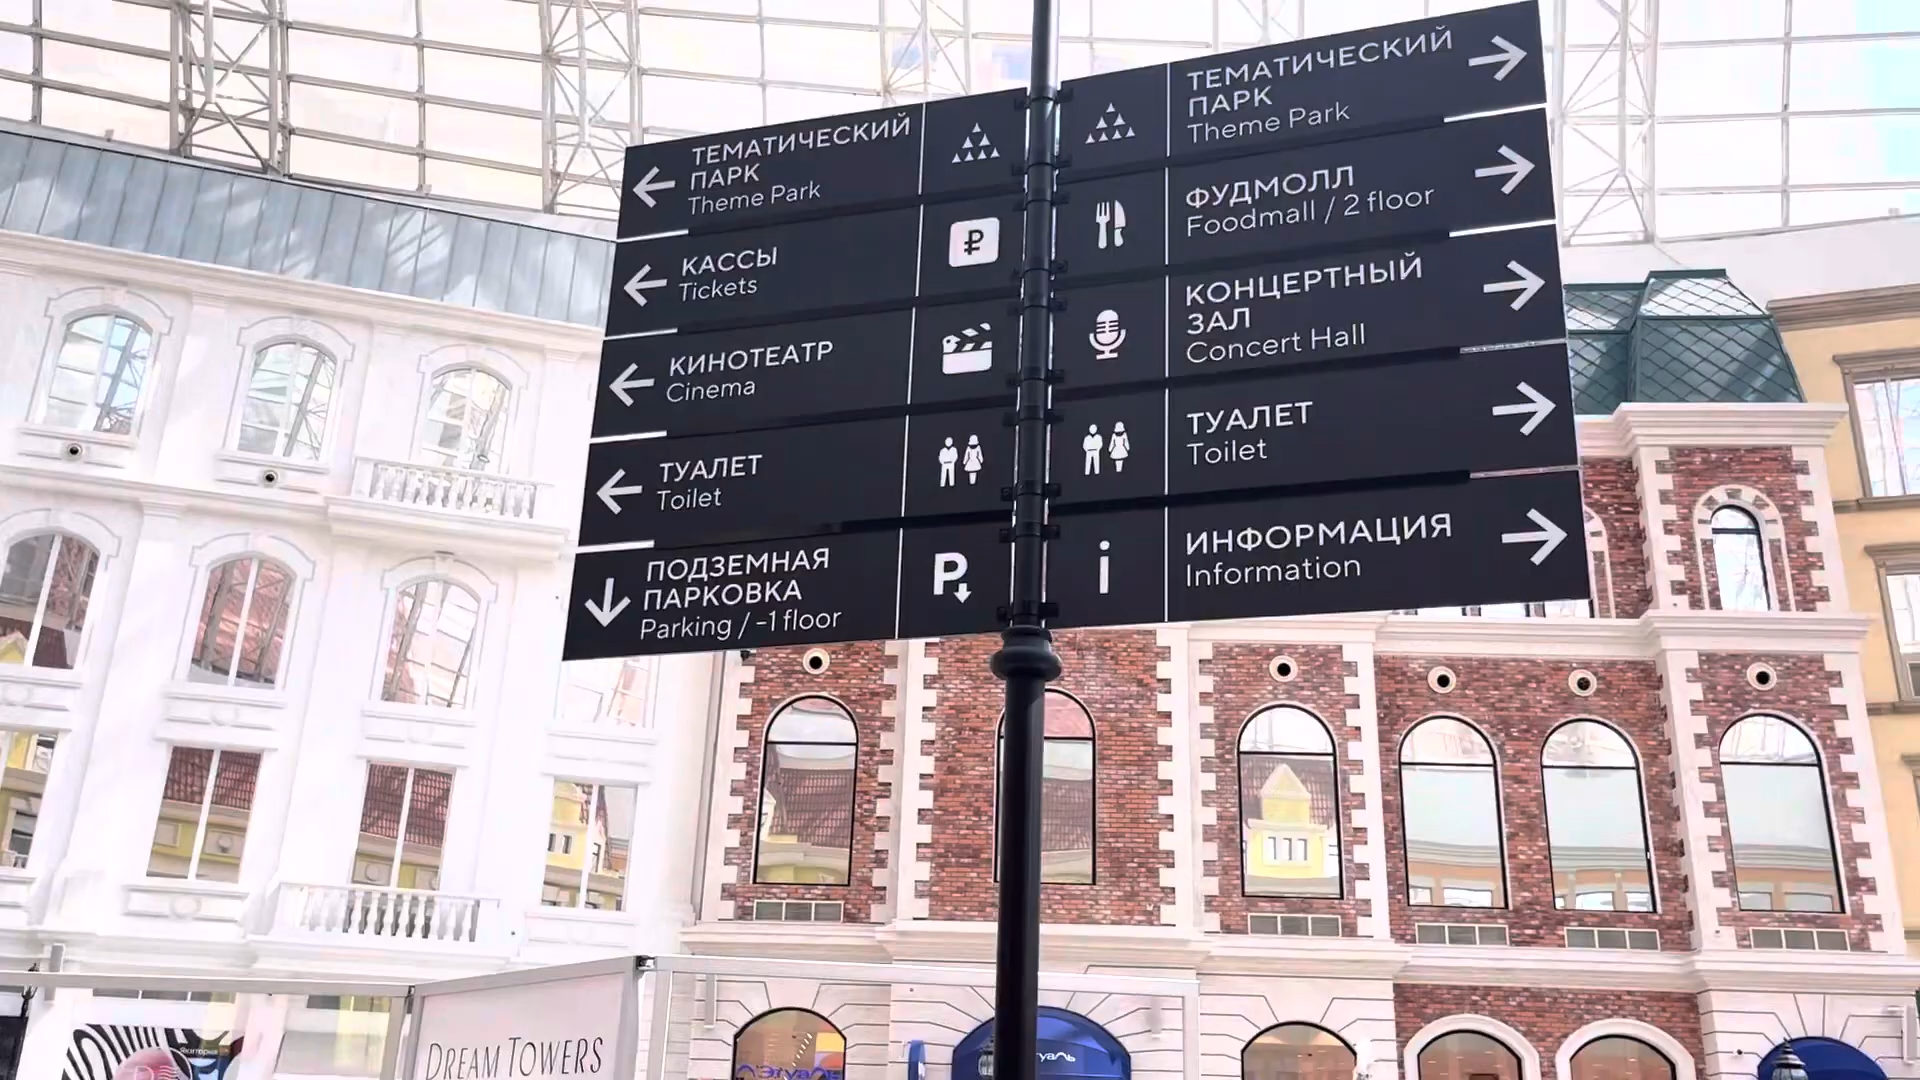 ТЕМАТИЧЕСКИЙ
ПАРК
Theme Park
КАССЫ
Tickets
КИНОТЕАТР
Cinema
ТУАЛЕТ
Toilet
ПОДЗЕМНАЯ
ПАРКОВКА
Parking / -1 floor
P
ТЕМАТИЧЕСКИЙ
ПАРК
Theme Park
ФУДМОЛЛ
Foodmall / 2 floor
КОНЦЕРТНЫЙ
ЗАЛ
Concert Hall
ТУАЛЕТ
Toilet
i
ИНФОРМАЦИЯ
Information
DREAM TOWERS